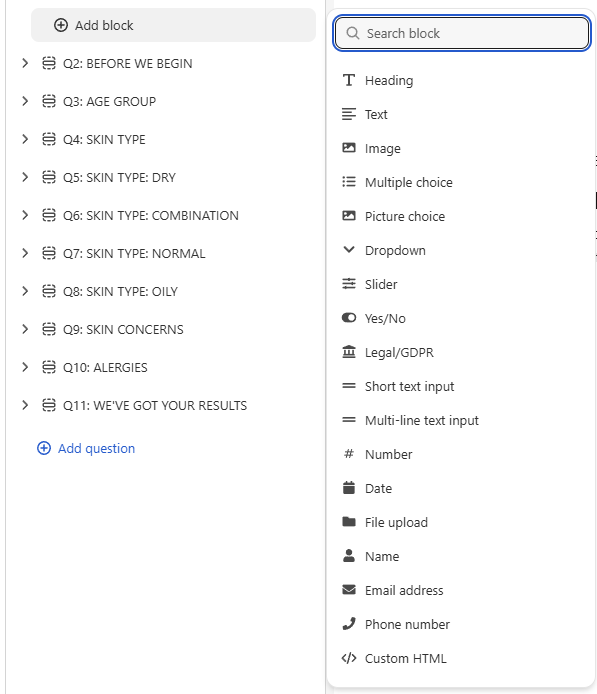 Add block
Q2: BEFORE WE BEGIN
Q3: AGE GROUP
Q4: SKIN TYPE
Q5: SKIN TYPE: DRY
Q6: SKIN TYPE: COMBINATION
Q7: SKIN TYPE: NORMAL
Q8: SKIN TYPE: OILY
Q9: SKIN CONCERNS
Q10: ALERGIES
Q11: WE'VE GOT YOUR RESULTS
Add question
Search block
Heading
Text
Image
Multiple choice
Picture choice
Dropdown
Slider
Yes/No
Legal/GDPR
Short text input
Multi-line text input
Number
Date
File upload
Name
Email address
Phone number
Custom HTML